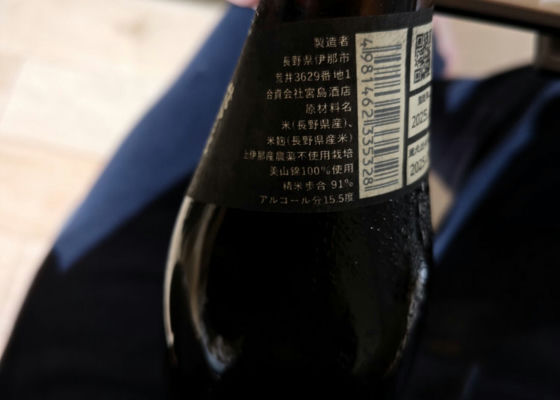 製造者
長野県伊那市
荒井3629番地1
合資会社宮島酒店
原材料名
米(長野県産)、
米麹(長野県産米)
上伊那産農薬不使用栽培
美山錦100%使用
精米歩合 91%
アルコール分15.5度
4981462335328
2025.
2025.